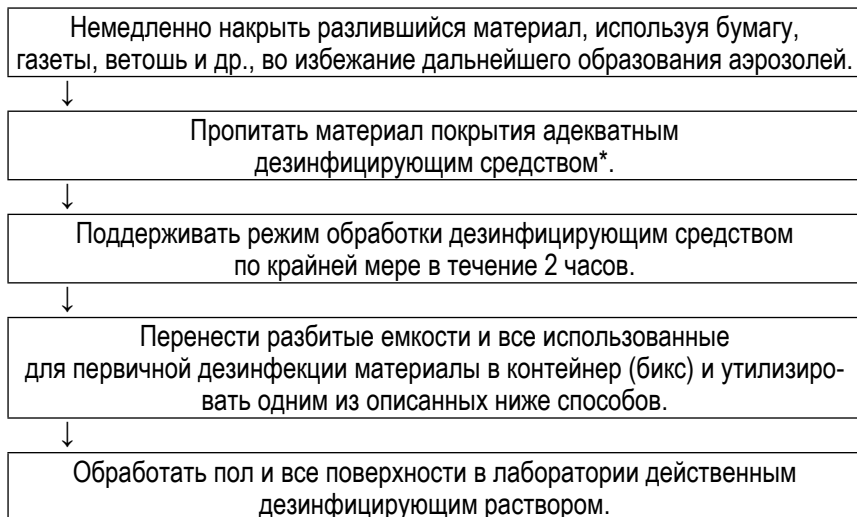 Немедленно накрыть разлившийся материал, используя бумагу,
газеты, ветошь и др., во избежание дальнейшего образования аэрозолей.
↓
Пропитать материал покрытия адекватным
дезинфицирующим средством*.
↓
Поддерживать режим обработки дезинфицирующим средством
по крайней мере в течение 2 часов.
↓
Перенести разбитые емкости и все использованные
для первичной дезинфекции материалы в контейнер (бикс) и утилизиро-
вать одним из описанных ниже способов.
↓
Обработать пол и все поверхности в лаборатории действенным
дезинфицирующим раствором.